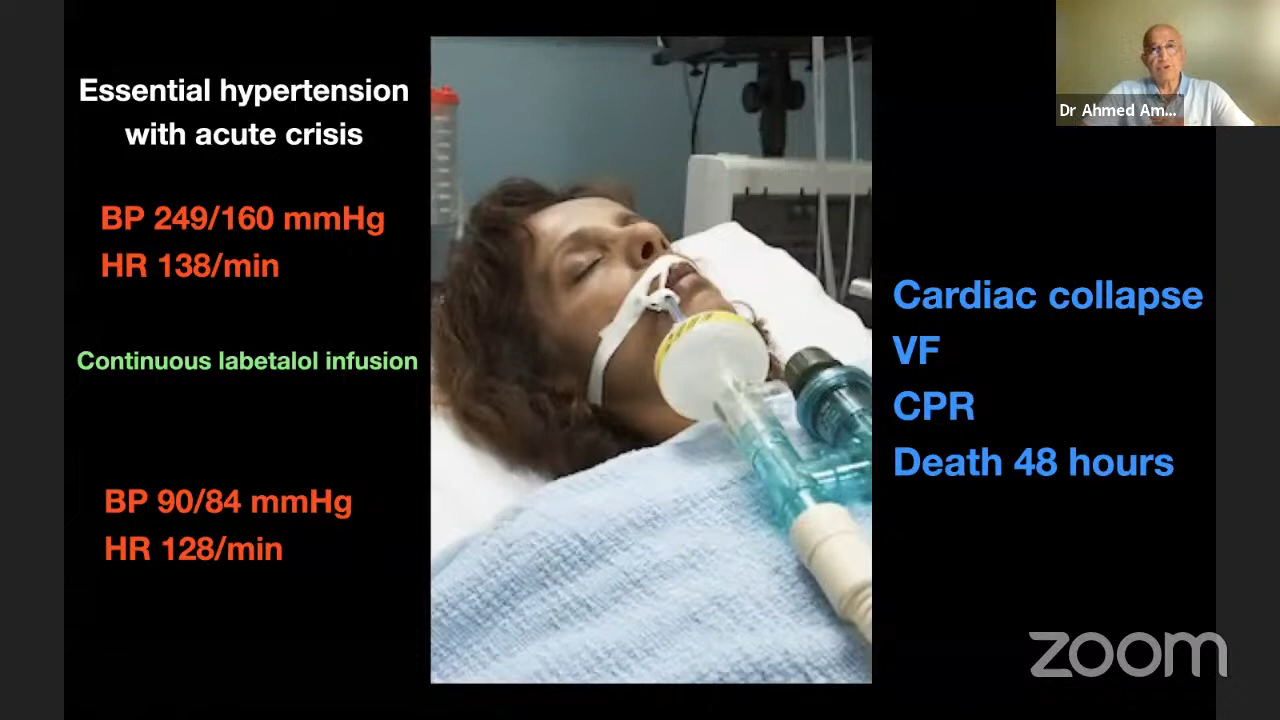 Essential hypertension
with acute crisis
BP 249/160 mmHg
HR 138/min
Continuous labetalol infusion
BP 90/84 mmHg
HR 128/min
Cardiac collapse
VF
CPR
Death 48 hours
Dr Ahmed Am...
zoom